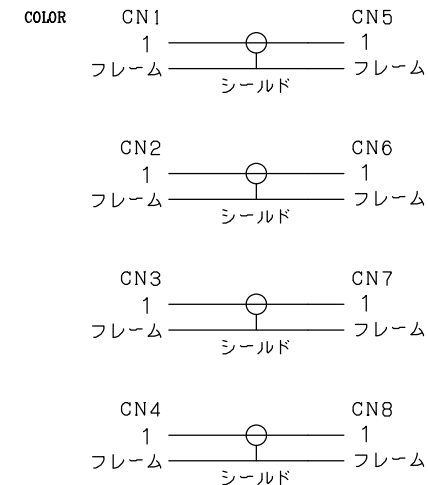 COLOR CN1 CN5
1 1
フレーム フレーム
シールド
CN2 CN6
1 1
フレーム フレーム
シールド
CN3 CN7
1 1
フレーム フレーム
シールド
CN4 CN8
1 1
フレーム フレーム
シールド